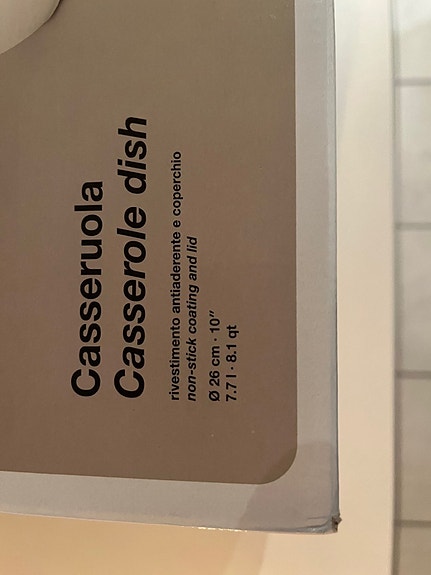 Casseruola
Casserole dish
rivestimento antiaderente e coperchio
non-stick coating and lid
Ø 26 cm · 10"
7.7 l · 8.1 qt